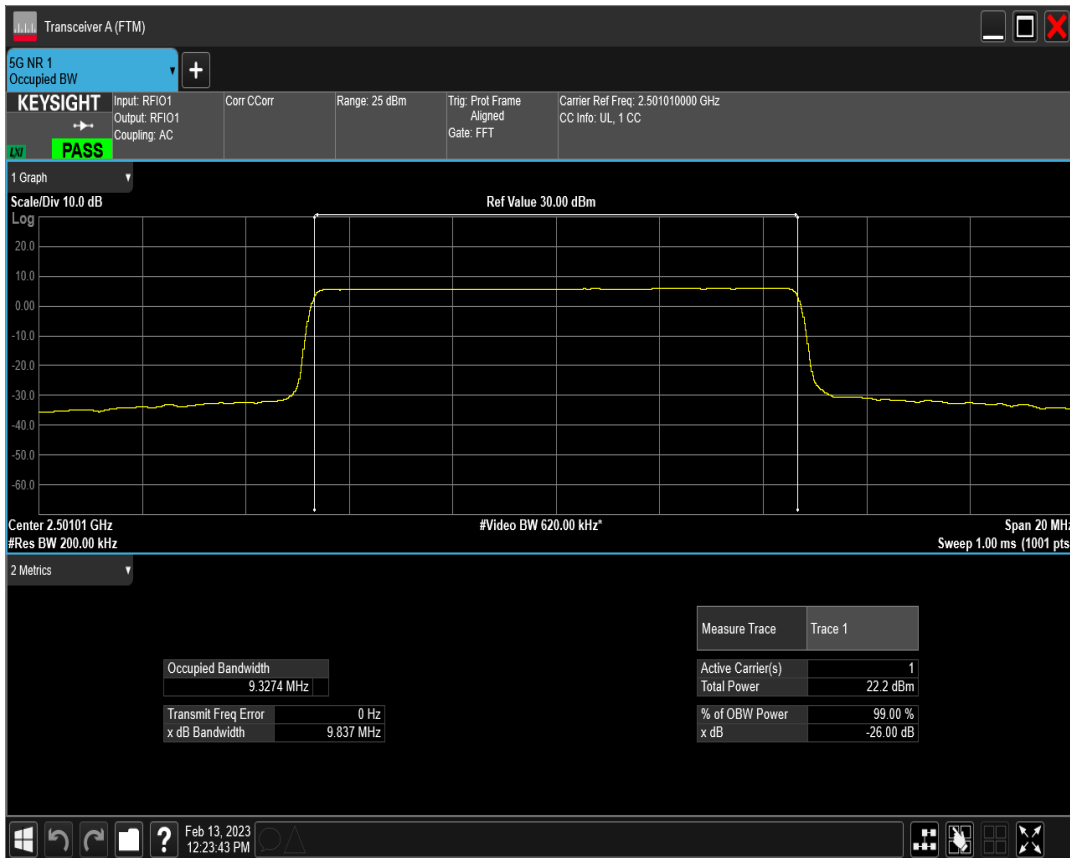 Transceiver A (FTM)
5G NR 1
Occupied BW
+
KEYSIGHT
LXI
PASS
Input: RFIO1
Output: RFIO1
Coupling: AC
Corr CCorr
Range: 25 dBm
Trig: Prot Frame
Aligned
Gate: FFT
Carrier Ref Freq: 2.501010000 GHz
CC Info: UL, 1 CC
1 Graph
Scale/Div 10.0 dB
Ref Value 30.00 dBm
Log
20.0
10.0
0.00
-10.0
-20.0
-30.0
-40.0
-50.0
-60.0
Center 2.50101 GHz
#Video BW 620.00 kHz*
Span 20 MHz
#Res BW 200.00 kHz
Sweep 1.00 ms (1001 pts
2 Metrics
Measure Trace Trace 1
Occupied Bandwidth
9.3274 MHz
Active Carrier(s) 1
Total Power 22.2 dBm
Transmit Freq Error 0 Hz
x dB Bandwidth 9.837 MHz
% of OBW Power 99.00 %
x dB -26.00 dB
?
Feb 13, 2023
12:23:43 PM